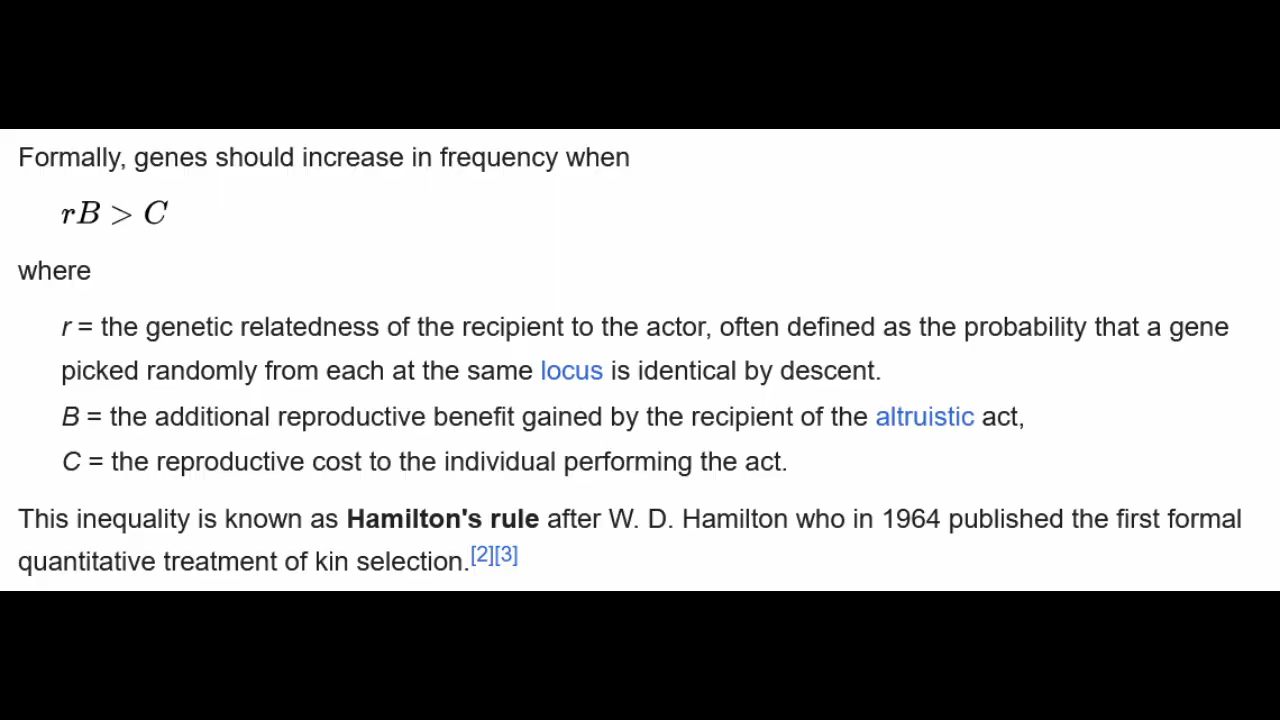 Formally, genes should increase in frequency when
rB > C
where
r = the genetic relatedness of the recipient to the actor, often defined as the probability that a gene
picked randomly from each at the same locus is identical by descent.
B = the additional reproductive benefit gained by the recipient of the altruistic act,
C = the reproductive cost to the individual performing the act.
This inequality is known as Hamilton's rule after W. D. Hamilton who in 1964 published the first formal
quantitative treatment of kin selection.[2][3]